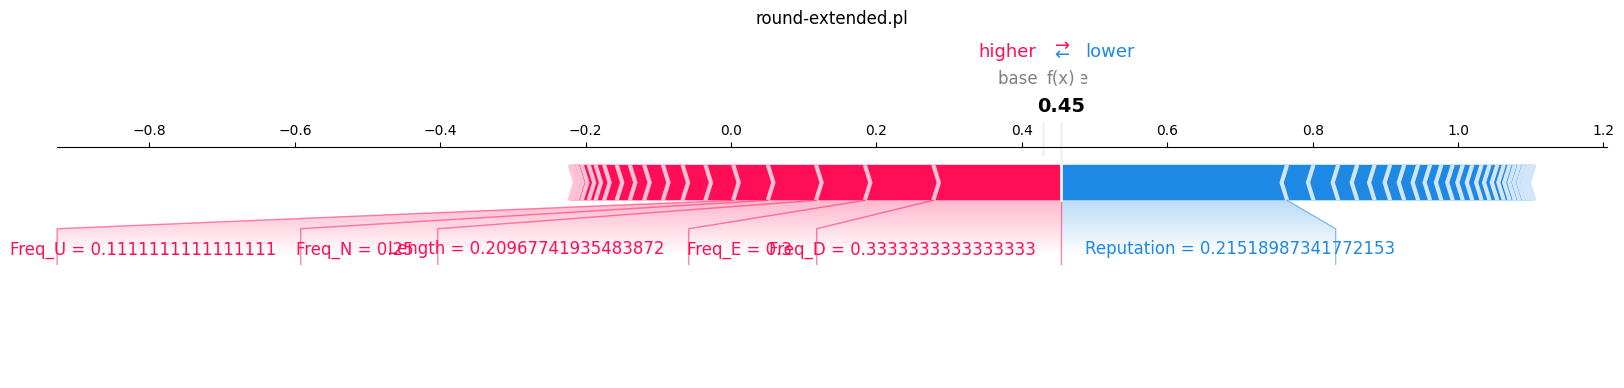 round-extended.pl
higher → ← lower
base f(x) e
0.45
−0.8 −0.6 −0.4 −0.2 0.0 0.2 0.4 0.6 0.8 1.0 1.2
Freq_U = 0.1111111111111111 Freq_N = 0.25 Length = 0.20967741935483872 Freq_E = 0.3 Freq_D = 0.3333333333333333 Reputation = 0.21518987341772153